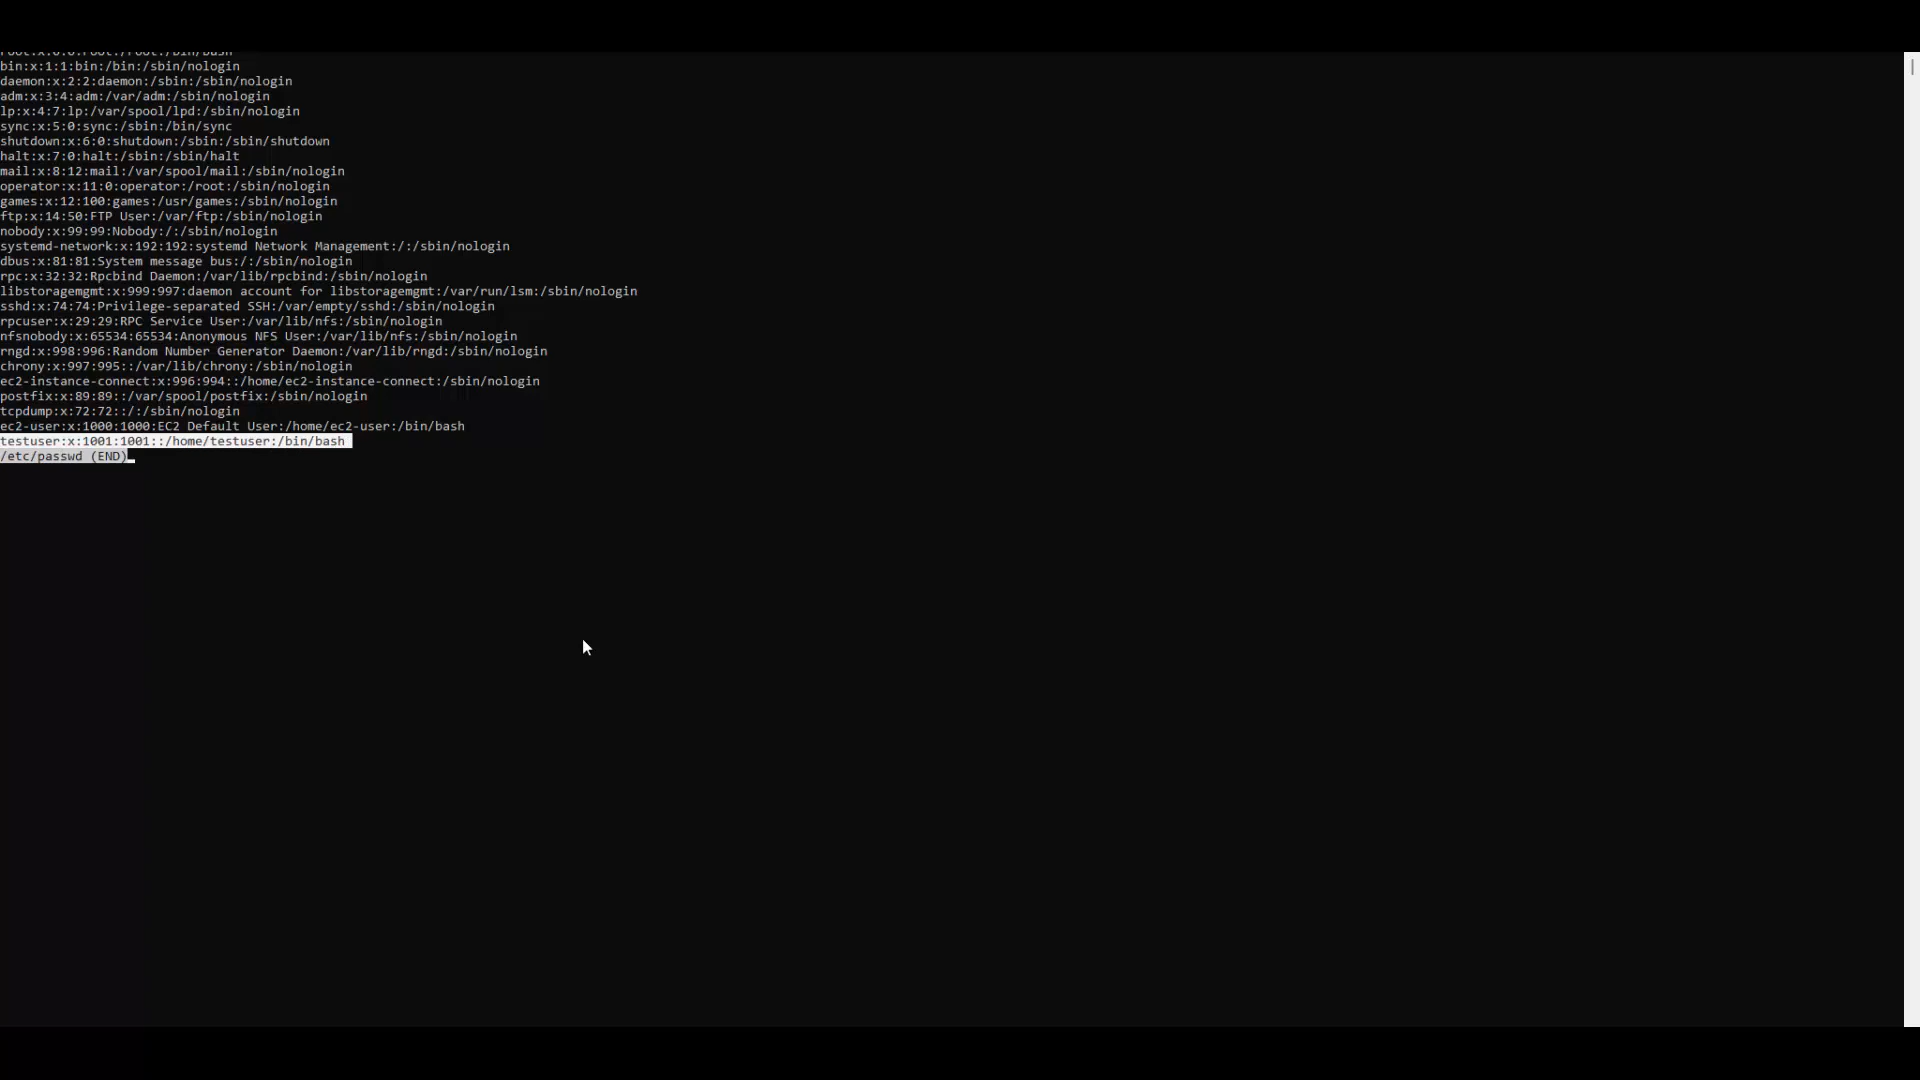 root:x:0:0:root:/root:/bin/bash
bin:x:1:1:bin:/bin:/sbin/nologin
daemon:x:2:2:daemon:/sbin:/sbin/nologin
adm:x:3:4:adm:/var/adm:/sbin/nologin
lp:x:4:7:lp:/var/spool/lpd:/sbin/nologin
sync:x:5:0:sync:/sbin:/bin/sync
shutdown:x:6:0:shutdown:/sbin:/sbin/shutdown
halt:x:7:0:halt:/sbin:/sbin/halt
mail:x:8:12:mail:/var/spool/mail:/sbin/nologin
operator:x:11:0:operator:/root:/sbin/nologin
games:x:12:100:games:/usr/games:/sbin/nologin
ftp:x:14:50:FTP User:/var/ftp:/sbin/nologin
nobody:x:99:99:Nobody:/:/sbin/nologin
systemd-network:x:192:192:systemd Network Management:/:/sbin/nologin
dbus:x:81:81:System message bus:/:/sbin/nologin
rpc:x:32:32:Rpcbind Daemon:/var/lib/rpcbind:/sbin/nologin
libstoragemgmt:x:999:997:daemon account for libstoragemgmt:/var/run/lsm:/sbin/nologin
sshd:x:74:74:Privilege-separated SSH:/var/empty/sshd:/sbin/nologin
rpcuser:x:29:29:RPC Service User:/var/lib/nfs:/sbin/nologin
nfsnobody:x:65534:65534:Anonymous NFS User:/var/lib/nfs:/sbin/nologin
rngd:x:998:996:Random Number Generator Daemon:/var/lib/rngd:/sbin/nologin
chrony:x:997:995::/var/lib/chrony:/sbin/nologin
ec2-instance-connect:x:996:994::/home/ec2-instance-connect:/sbin/nologin
postfix:x:89:89::/var/spool/postfix:/sbin/nologin
tcpdump:x:72:72::/:/sbin/nologin
ec2-user:x:1000:1000:EC2 Default User:/home/ec2-user:/bin/bash
testuser:x:1001:1001::/home/testuser:/bin/bash
/etc/passwd (END)